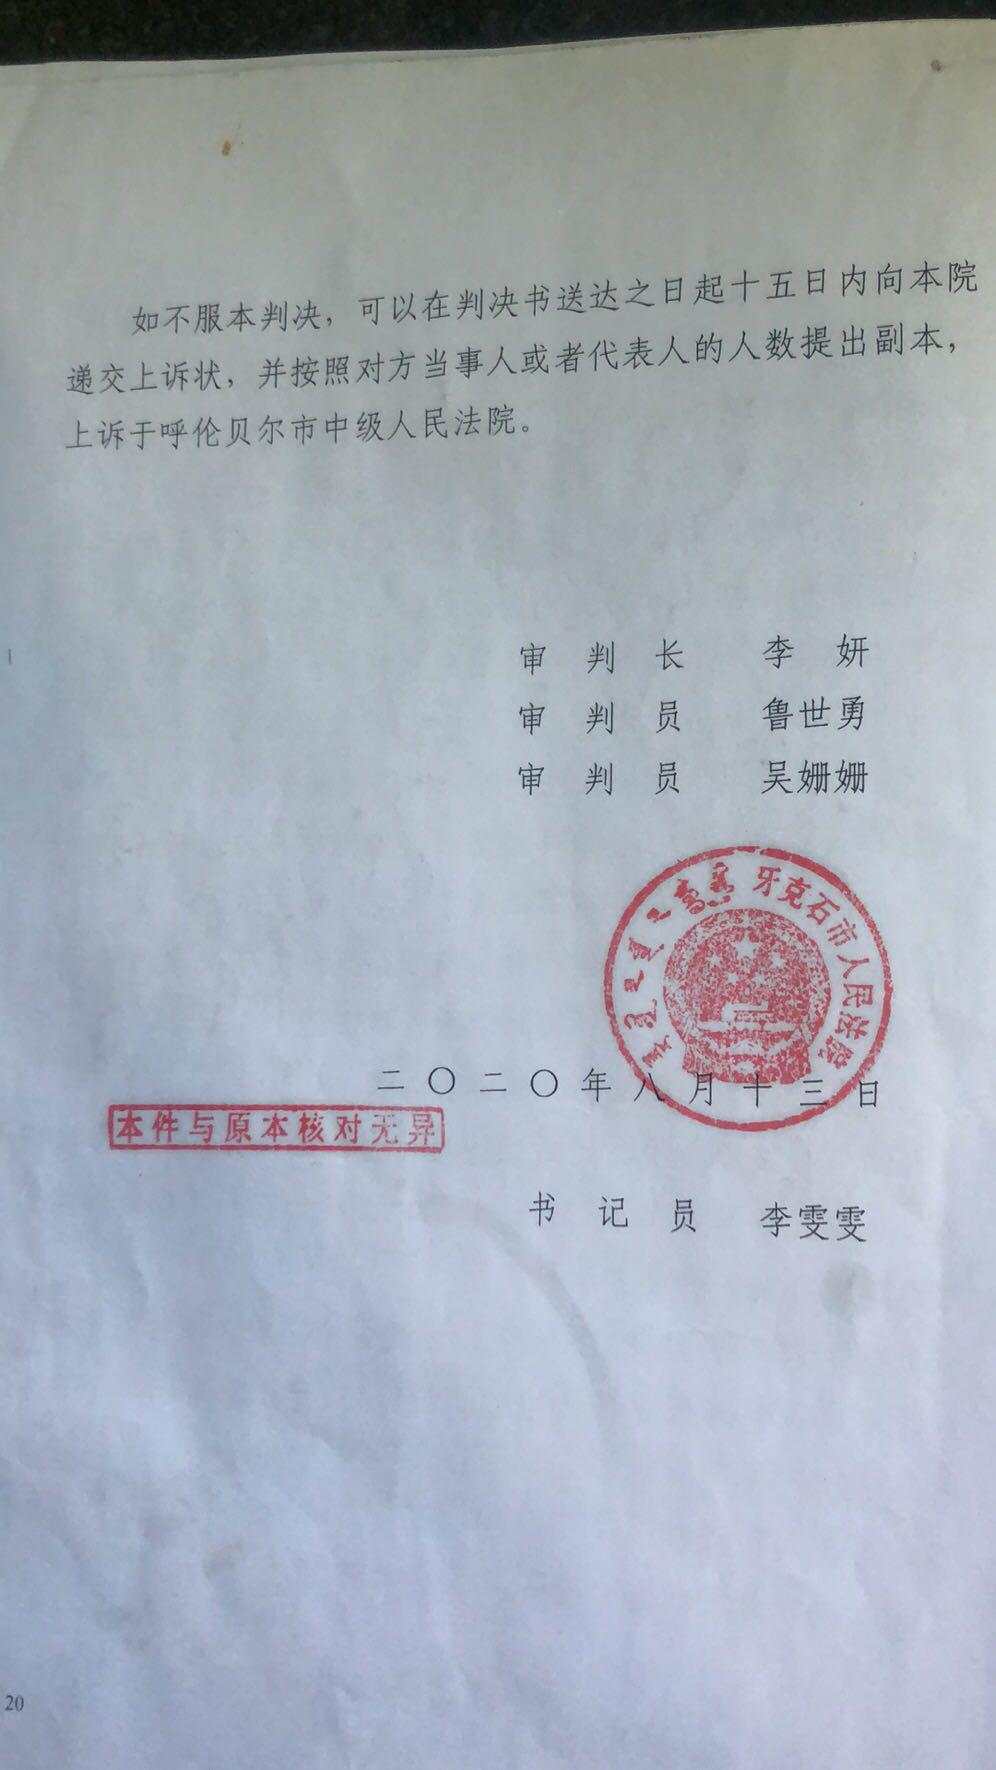 如不服本判决，可以在判决书送达之日起十五日内向本院
递交上诉状，并按照对方当事人或者代表人的人数提出副本，
上诉于呼伦贝尔市中级人民法院。
审 判 长 李 妍
审 判 员 鲁世勇
审 判 员 吴姗姗
牙克石市人民法院
二〇二〇年八月十三日
本件与原本核对无异
书 记 员 李雯雯
20